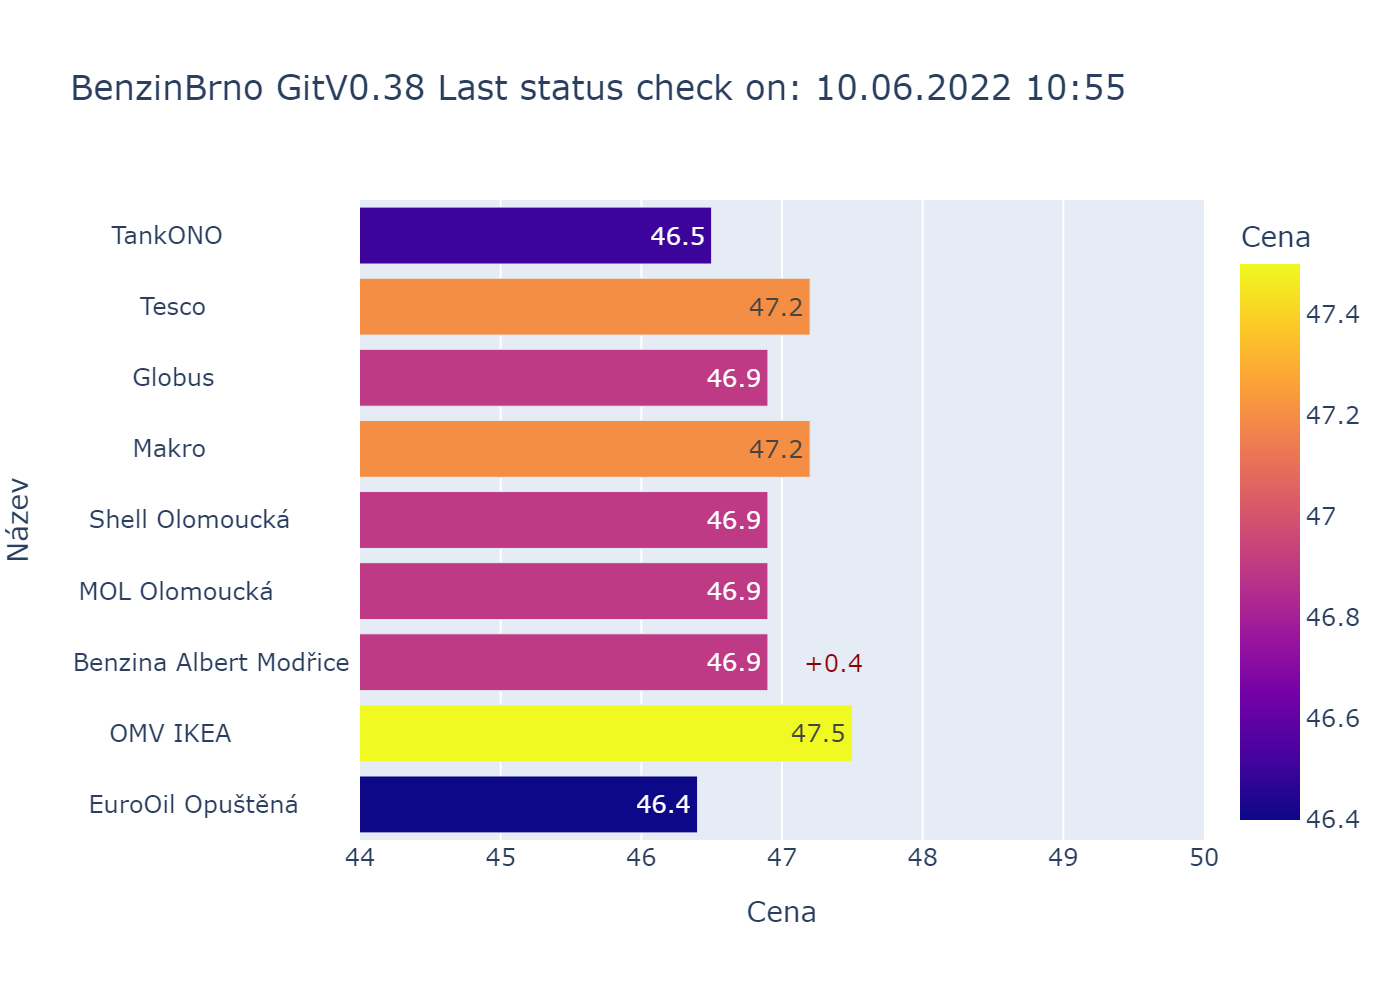 BenzinBrno GitV0.38 Last status check on: 10.06.2022 10:55
TankONO 46.5
Tesco 47.2
Globus 46.9
Makro 47.2
Shell Olomoucká 46.9
MOL Olomoucká 46.9
Benzina Albert Modřice 46.9 +0.4
OMV IKEA 47.5
EuroOil Opuštěná 46.4
Název
44 45 46 47 48 49 50
Cena
Cena
47.4
47.2
47
46.8
46.6
46.4